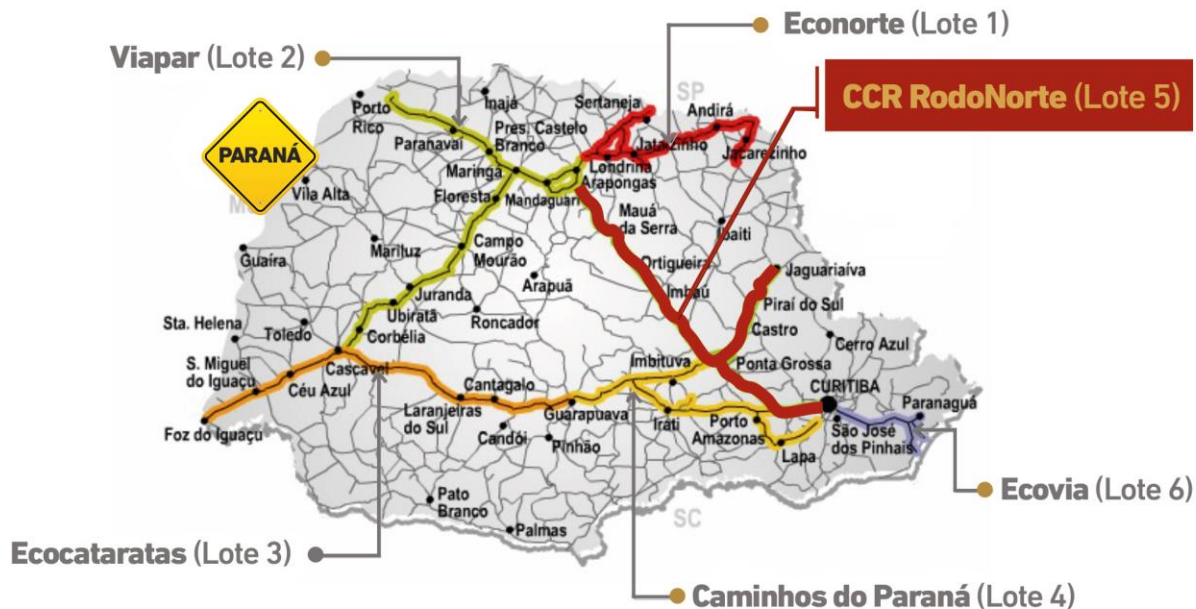 Econorte (Lote 1)
Viapar (Lote 2)
CCR RodoNorte (Lote 5)
PARANÁ
SP
Porto
Rico
Inajá
Sertaneja
Andirá
Pres. Castelo
Branco
Paranavaí
Jataizinho
Jacarezinho
Londrina
Maringá
Arapongas
Vila Alta
Floresta
Mandaguari
Mauá
da Serra
Ibaiti
Mariluz
Campo
Mourão
Guaíra
Ortigueira
Jaguariaíva
Arapuã
Imbaú
Juranda
Piraí do Sul
Ubiratã
Roncador
Castro
Sta. Helena
Toledo
Corbélia
Cerro Azul
S. Miguel
do Iguaçu
Cascavel
Imbituva
Ponta Grossa
Céu Azul
Cantagalo
CURITIBA
Laranjeiras
do Sul
Guarapuava
Paranaguá
Foz do Iguaçu
Candói
Pinhão
Irati
Porto
Amazonas
São José
dos Pinhais
Lapa
Pato
Branco
Palmas
SC
Ecovia (Lote 6)
Ecocataratas (Lote 3)
Caminhos do Paraná (Lote 4)